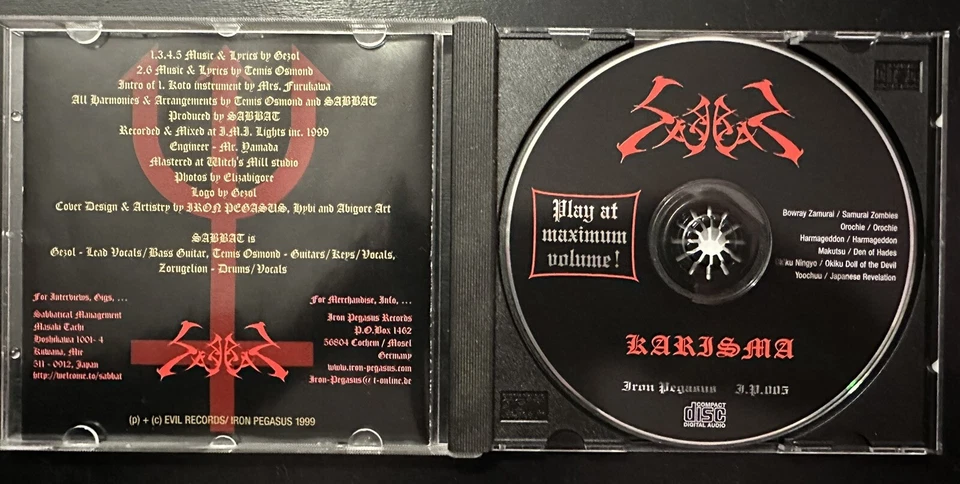 1.3.4.5 Music & Lyrics by Gezol
2.6 Music & Lyrics by Temis Osmond
Intro of 1. Koto instrument by Mrs. Furukawa
All Harmonies & Arrangements by Temis Osmond and SABBAT
Produced by SABBAT
Recorded & Mixed at I.M.I. Lights inc. 1999
Engineer - Mr. Yamada
Mastered at Witch's Mill studio
Photos by Elizabigore
Logo by Gezol
Cover Design & Artistry by IRON PEGASUS, Hybi and Abigore Art
SABBAT is
Gezol - Lead Vocals/Bass Guitar, Temis Osmond - Guitars/Keys/Vocals,
Zorugelion - Drums/Vocals
For Interviews, Gigs, ...
Sabbatical Management
Masaki Tachi
Hoshikawa 1001- 4
Kuwana, Mie
511 - 0912, Japan
http://welcome.to/sabbat
For Merchandise, Info, ...
Iron Pegasus Records
P.O.Box 1462
56804 Cochem / Mosel
Germany
www.iron-pegasus.com
Iron-Pegasus@t-online.de
SABBAT
(p) + (c) EVIL RECORDS/ IRON PEGASUS 1999
SABBAT
Play at
maximum
volume!
Bowray Zamurai / Samurai Zombies
Orochie / Orochie
Harmageddon / Harmageddon
Makutsu / Den of Hades
Ningyo / Okiku Doll of the Devil
Yoochuu / Japanese Revelation
KARISMA
Iron Pegasus I.P.005
COMPACT
disc
DIGITAL AUDIO